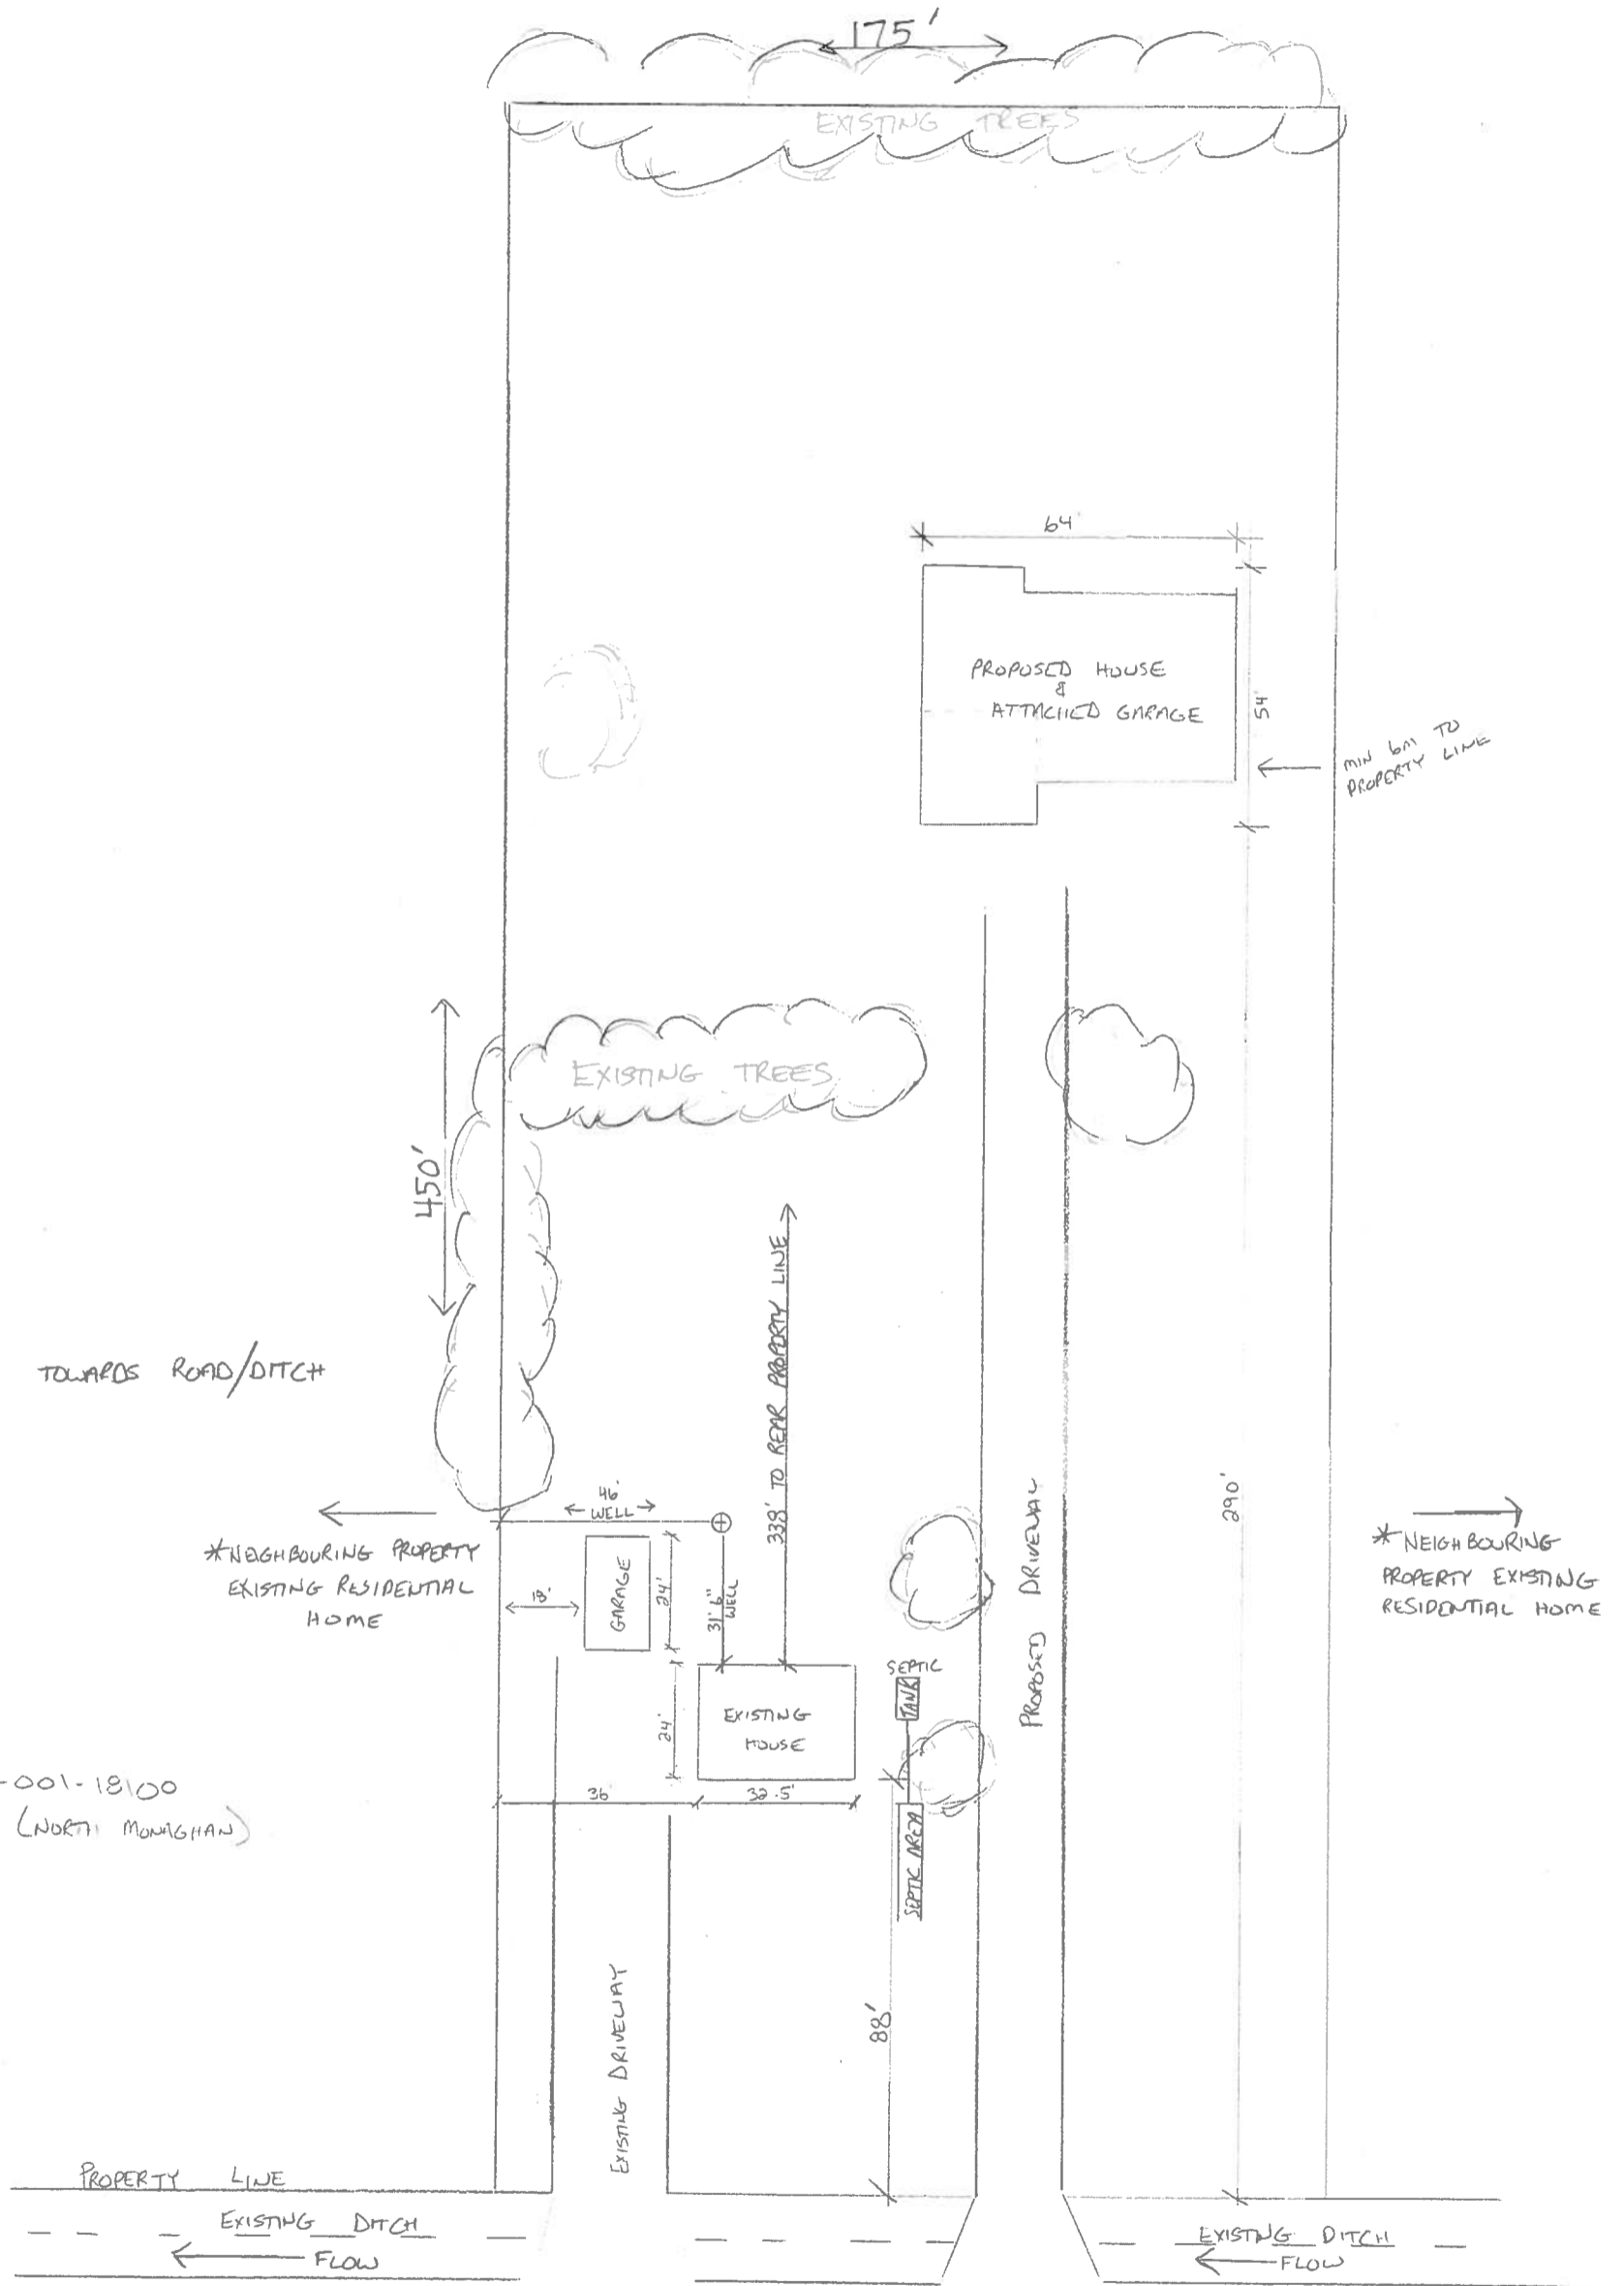 175'
EXISTING TREES
64'
PROPOSED HOUSE
&
ATTACHED GARAGE
54'
MIN 6M TO
PROPERTY LINE
EXISTING TREES
450'
338' TO REAR PROPERTY LINE
TOWARDS ROAD/DITCH
46'
WELL
*NEIGHBOURING PROPERTY
EXISTING RESIDENTIAL
HOME
18'
GARAGE
24'
31' 6"
WELL
290'
*NEIGHBOURING
PROPERTY EXISTING
RESIDENTIAL HOME
PROPOSED DRIVEWAY
SEPTIC
TANK
24'
EXISTING
HOUSE
-001-18100
(NORTH MONAGHAN)
36'
32.5'
SEPTIC AREA
EXISTING DRIVEWAY
88'
PROPERTY LINE
EXISTING DITCH
FLOW
EXISTING DITCH
FLOW